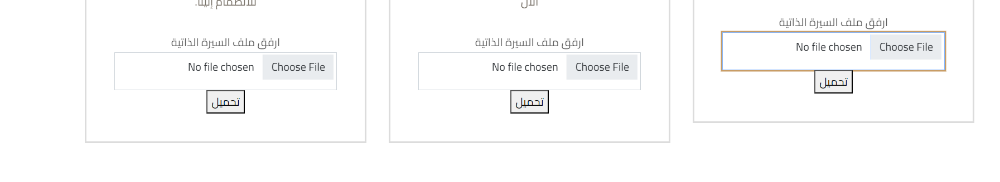 ارفق ملف السيرة الذاتية
Choose File No file chosen
تحميل
الآن
ارفق ملف السيرة الذاتية
Choose File No file chosen
تحميل
للانضمام إلينا.
ارفق ملف السيرة الذاتية
Choose File No file chosen
تحميل